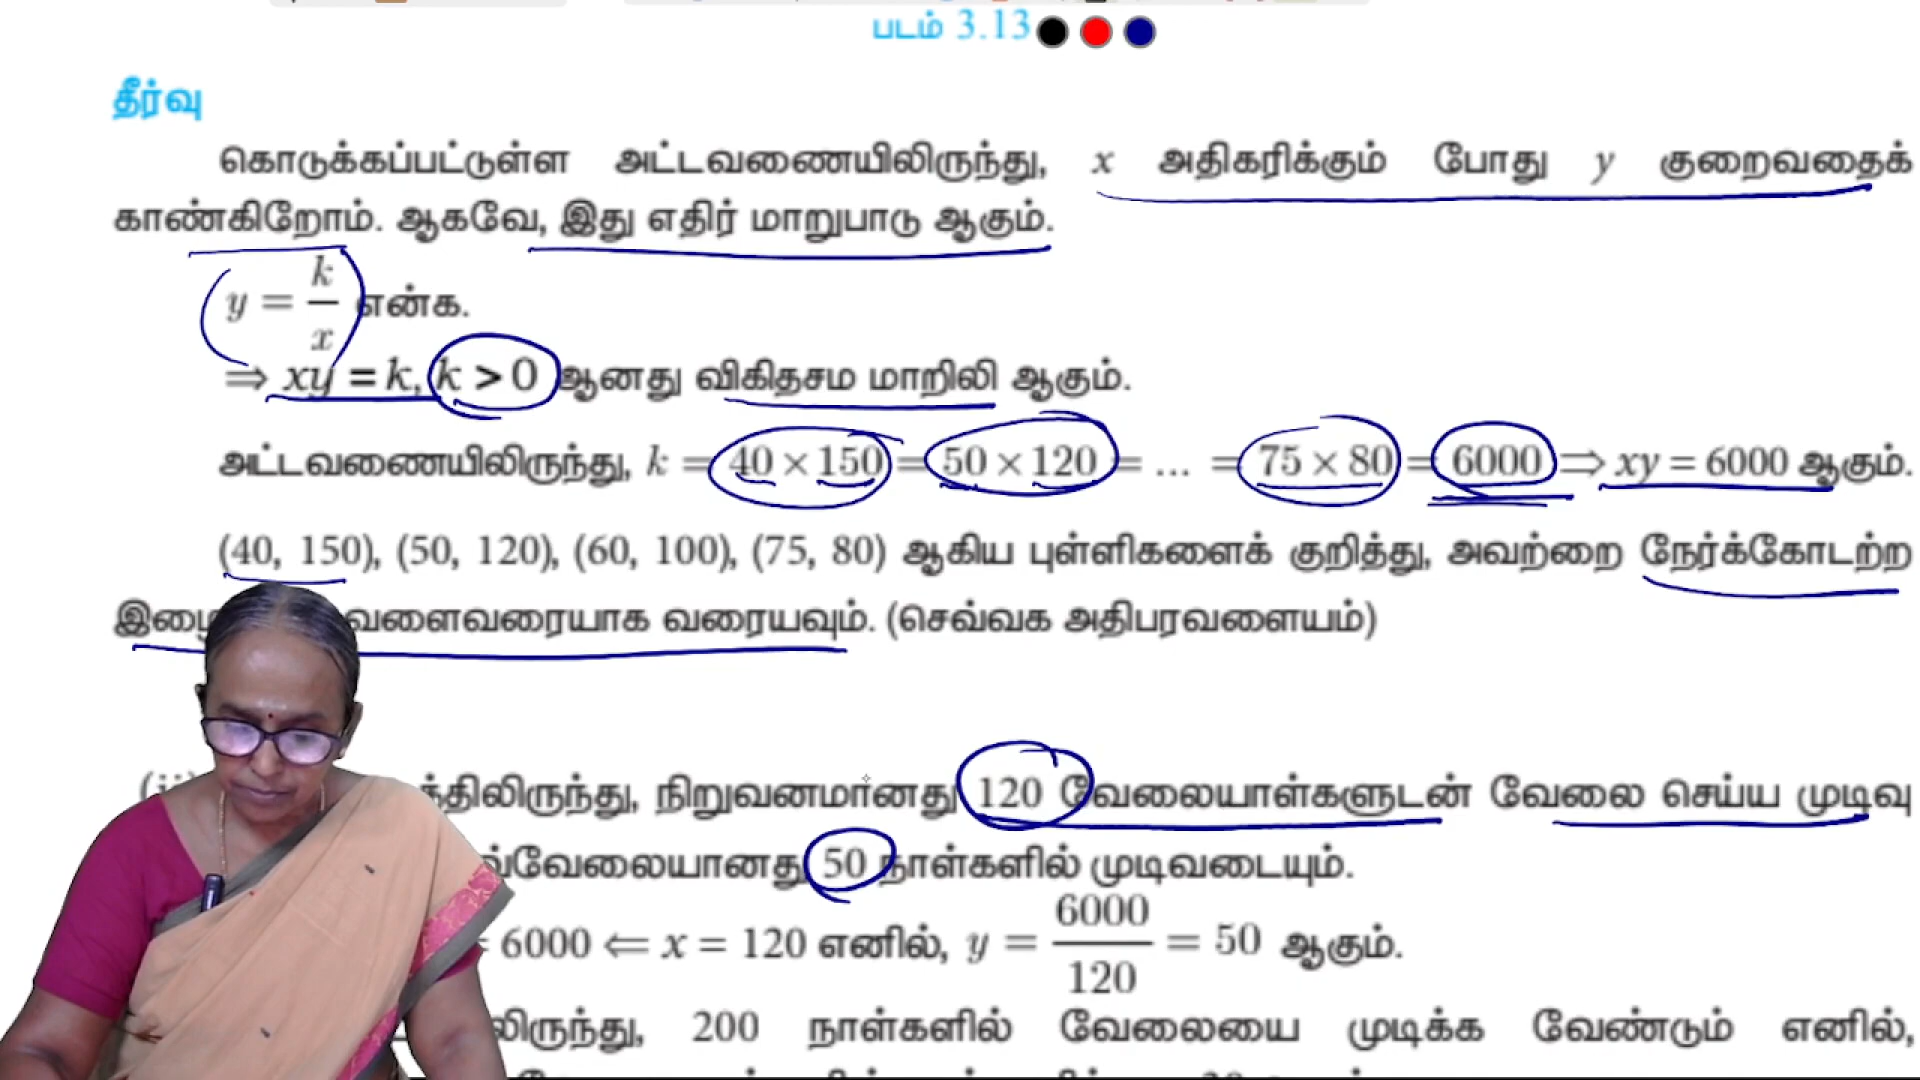 படம் 3.13
தீர்வு
கொடுக்கப்பட்டுள்ள அட்டவணையிலிருந்து, x அதிகரிக்கும் போது y குறைவதைக்
காண்கிறோம். ஆகவே, இது எதிர் மாறுபாடு ஆகும்.
y = k/x என்க.
⇒ xy = k, k > 0 ஆனது விகிதசம மாறிலி ஆகும்.
அட்டவணையிலிருந்து, k = 40 × 150 = 50 × 120 = ... = 75 × 80 = 6000 ⇒ xy = 6000 ஆகும்.
(40, 150), (50, 120), (60, 100), (75, 80) ஆகிய புள்ளிகளைக் குறித்து, அவற்றை நேர்க்கோடற்ற
வளைவரையாக வரையவும். (செவ்வக அதிபரவளையம்)
நிறுவனமானது 120 வேலையாள்களுடன் வேலை செய்ய முடிவு
50 நாள்களில் முடிவடையும்.
6000 ⇐ x = 120 எனில், y = 6000/120 = 50 ஆகும்.
200 நாள்களில் வேலையை முடிக்க வேண்டும் எனில்,